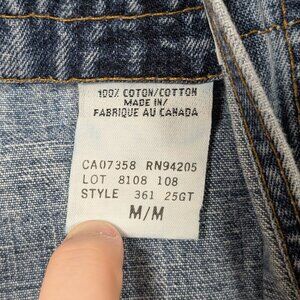 100% COTON/COTTON
MADE IN/
FABRIQUE AU CANADA
CA07358 RN94205
LOT 8108 108
STYLE 361 25GT
M/M